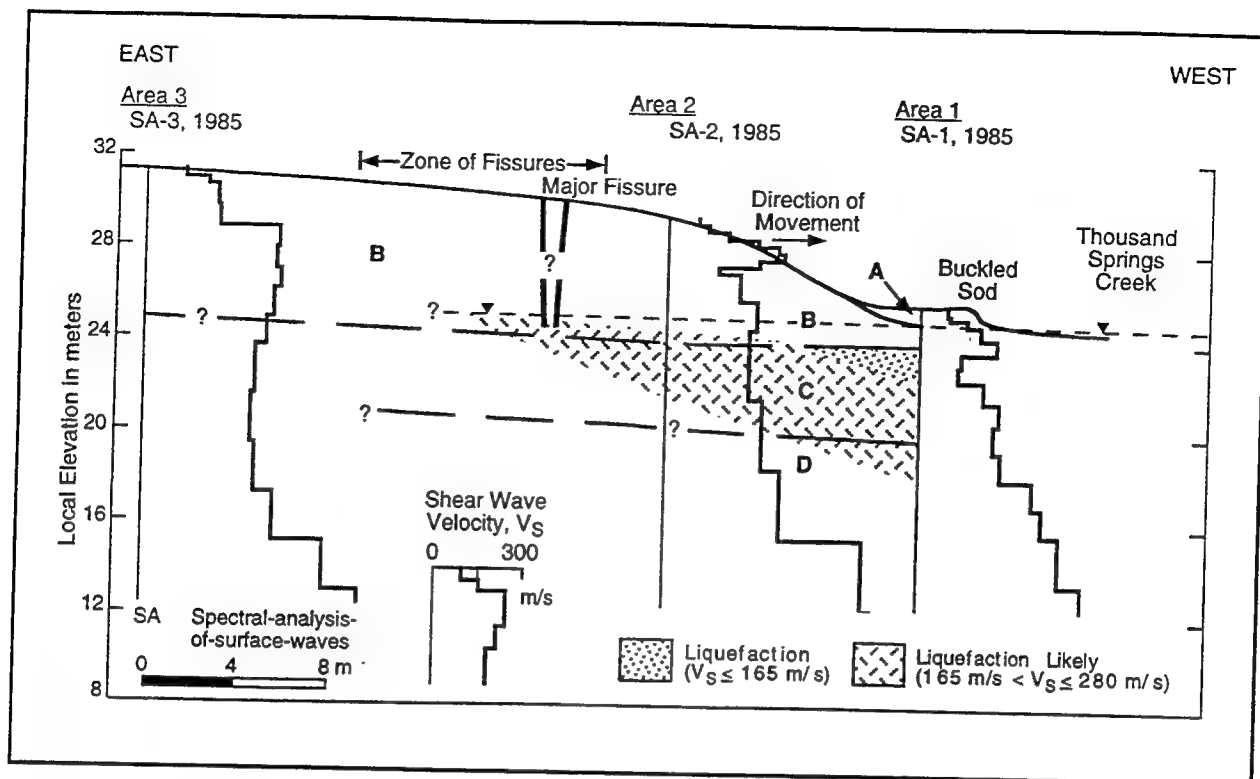 EAST
WEST
Area 3
SA-3, 1985
Area 2
SA-2, 1985
Area 1
SA-1, 1985
Zone of Fissures
Major Fissure
Direction of
Movement
Thousand
Springs
Creek
Buckled
Sod
A
B
B
C
D
?
?
?
?
?
32
28
24
20
16
12
8
Local Elevation in meters
Shear Wave
Velocity, VS
0 300
m/s
SA Spectral-analysis-
of-surface-waves
0 4 8 m
Liquefaction
(VS ≤ 165 m/s)
Liquefaction Likely
(165 m/s < VS ≤ 280 m/s)